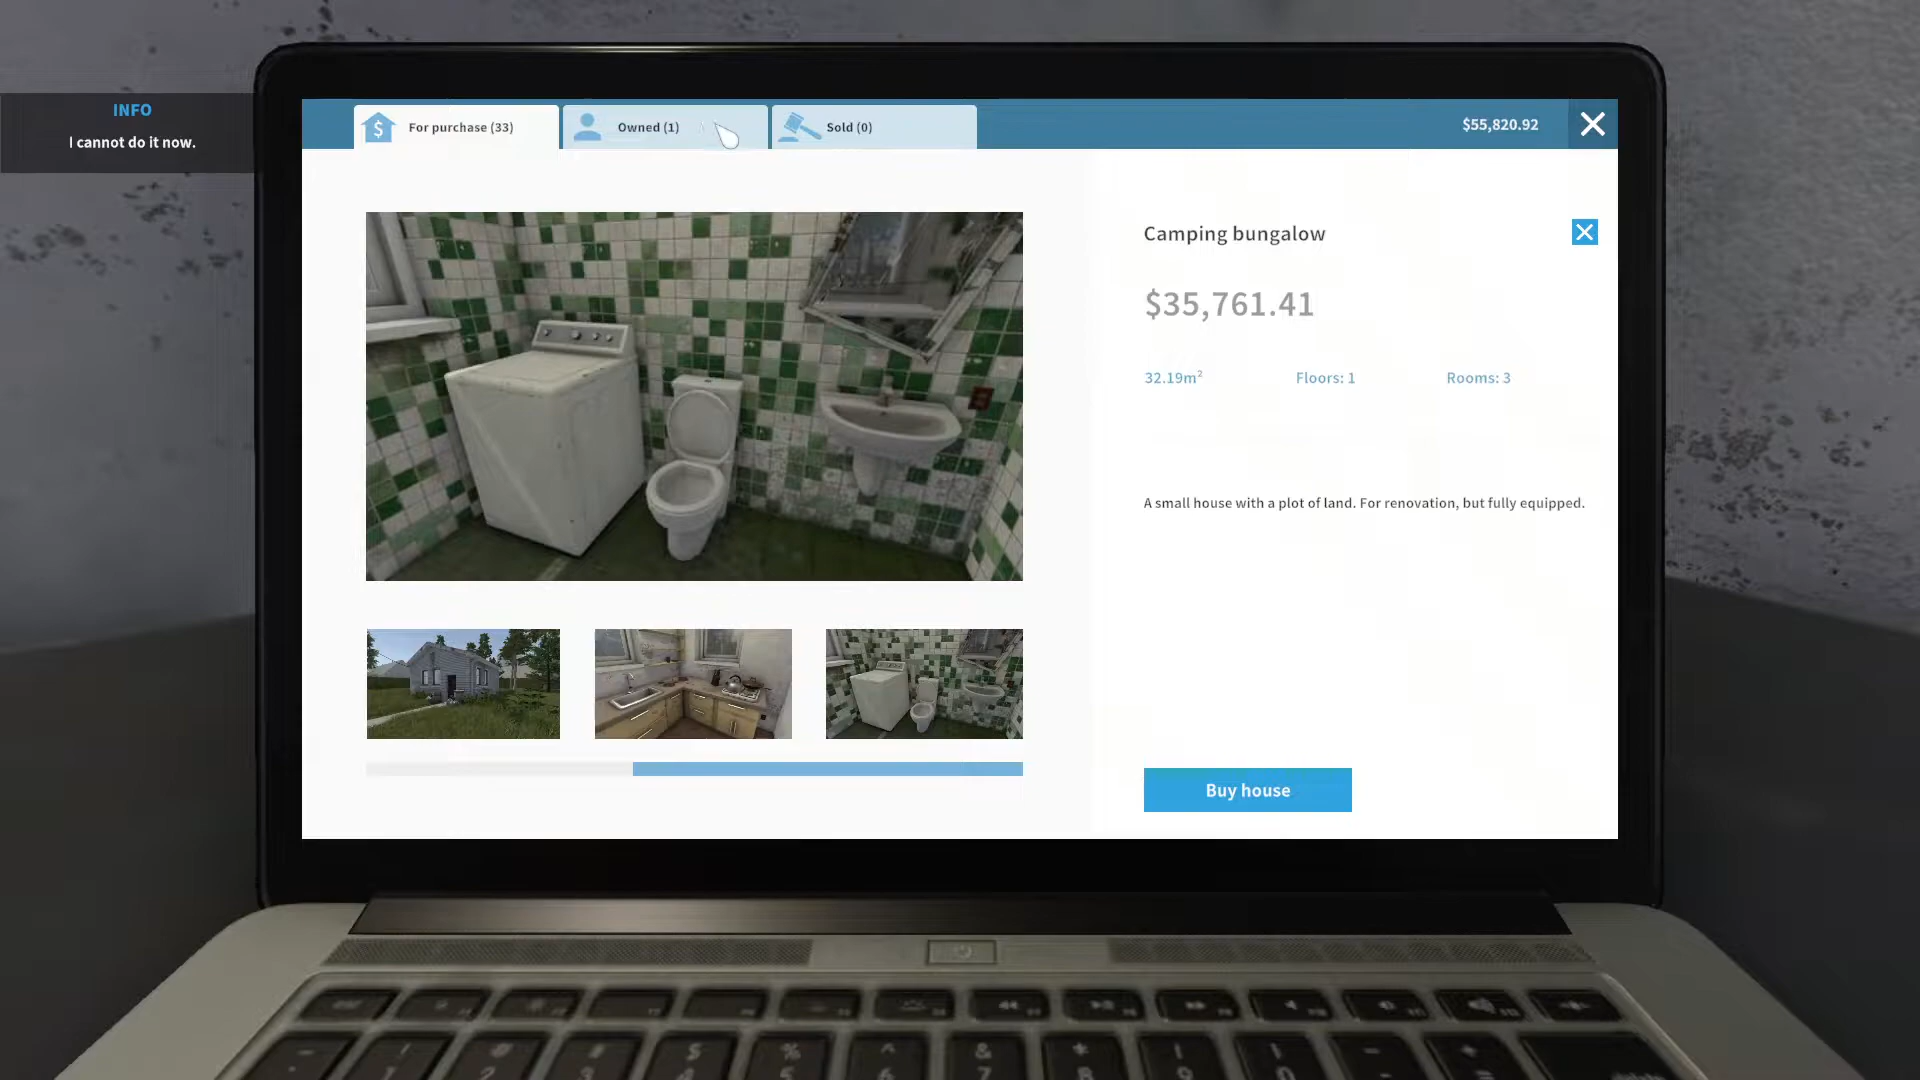 INFO
I cannot do it now.
For purchase (33)
Owned (1)
Sold (0)
$55,820.92
Camping bungalow
$35,761.41
32.19m²
Floors: 1
Rooms: 3
A small house with a plot of land. For renovation, but fully equipped.
Buy house